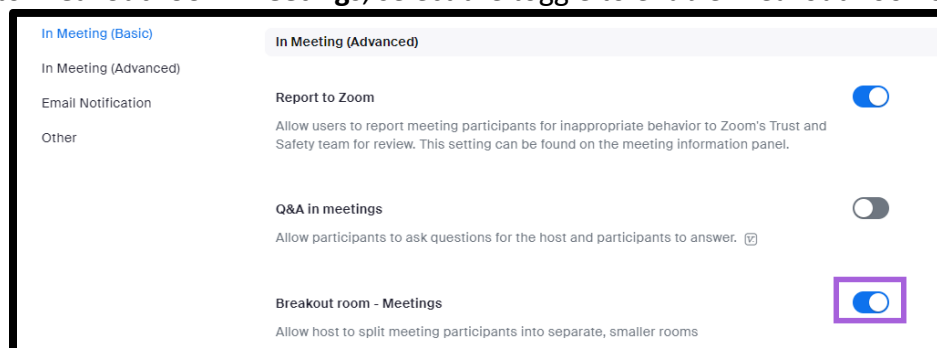 In Meeting (Basic)
In Meeting (Advanced)
Email Notification
Other
In Meeting (Advanced)
Report to Zoom
Allow users to report meeting participants for inappropriate behavior to Zoom's Trust and
Safety team for review. This setting can be found on the meeting information panel.
Q&A in meetings
Allow participants to ask questions for the host and participants to answer.
Breakout room - Meetings
Allow host to split meeting participants into separate, smaller rooms